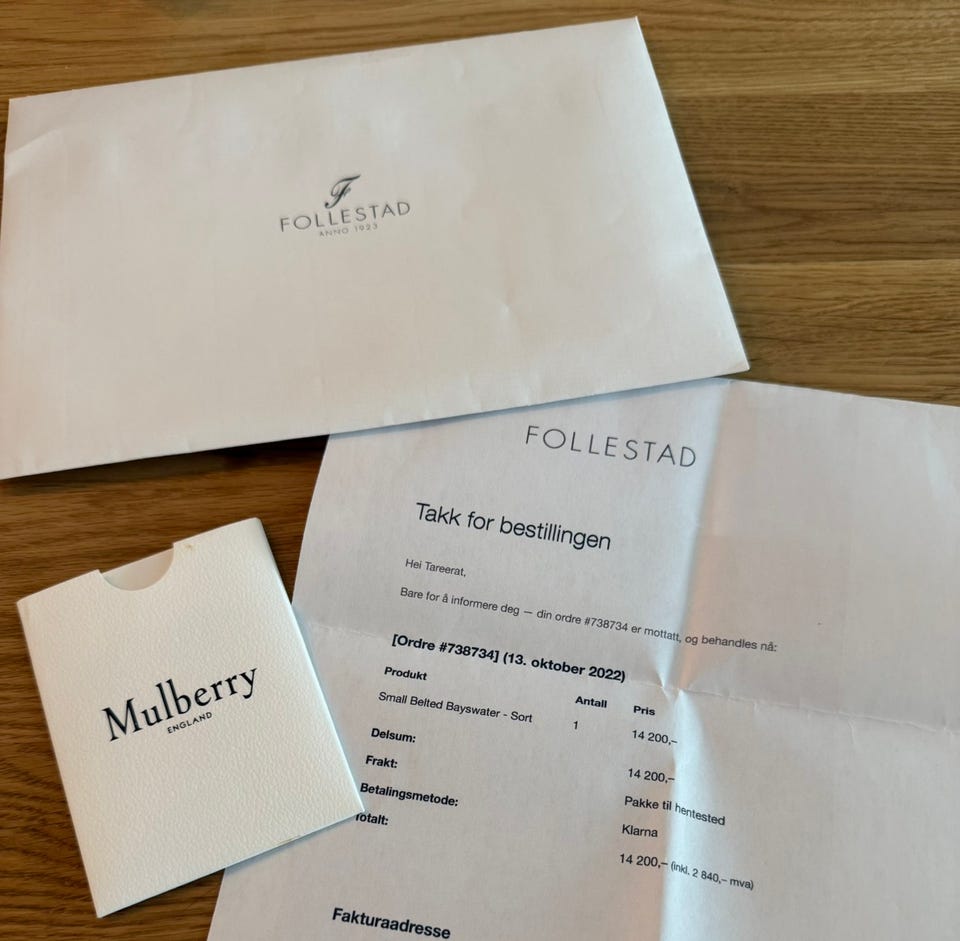 F
FOLLESTAD
ANNO 1923
FOLLESTAD
Takk for bestillingen
Hei Tareerat,
Bare for å informere deg – din ordre #738734 er mottatt, og behandles nå:
[Ordre #738734] (13. oktober 2022)
Produkt Antall Pris
Small Belted Bayswater - Sort 1 14 200,–
Delsum: 14 200,–
Frakt: Pakke til hentested
Betalingsmetode: Klarna
Totalt: 14 200,– (inkl. 2 840,– mva)
Fakturaadresse
Mulberry
ENGLAND